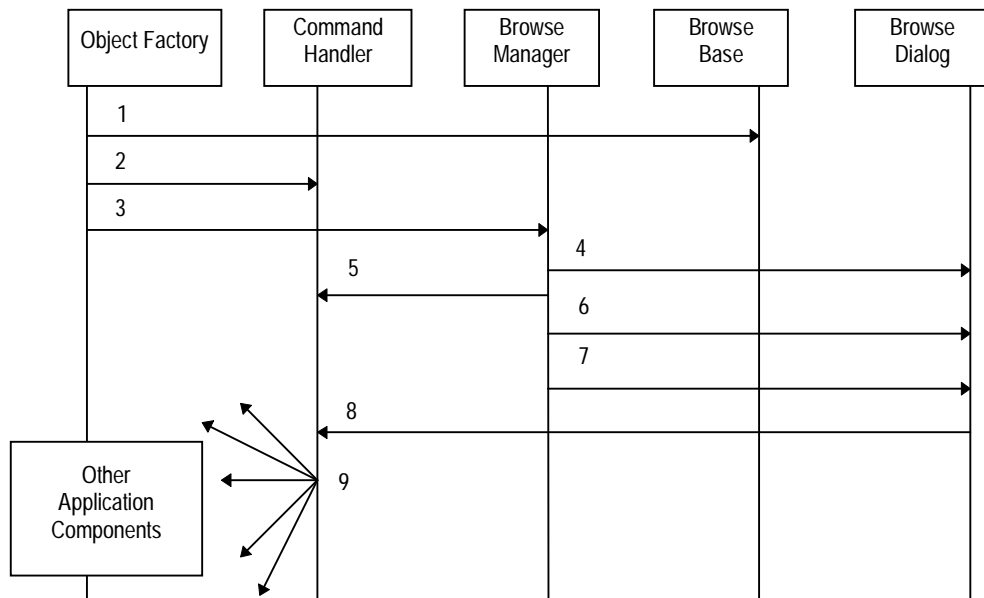 Object Factory
Command
Handler
Browse
Manager
Browse
Base
Browse
Dialog
1
2
3
4
5
6
7
8
9
Other
Application
Components